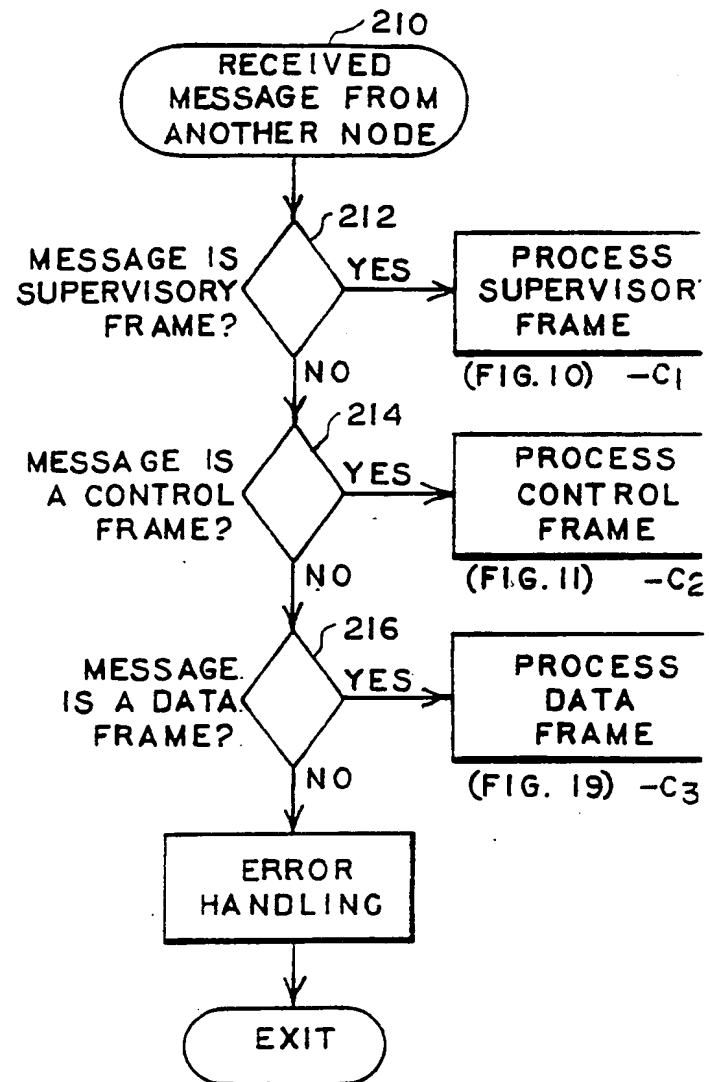 210
RECEIVED
MESSAGE FROM
ANOTHER NODE
212
MESSAGE IS
SUPERVISORY
FRAME?
YES
PROCESS
SUPERVISOR
FRAME
(FIG. 10) -C1
NO
214
MESSAGE IS
A CONTROL
FRAME?
YES
PROCESS
CONTROL
FRAME
(FIG. 11) -C2
NO
216
MESSAGE
IS A DATA
FRAME?
YES
PROCESS
DATA
FRAME
(FIG. 19) -C3
NO
ERROR
HANDLING
EXIT